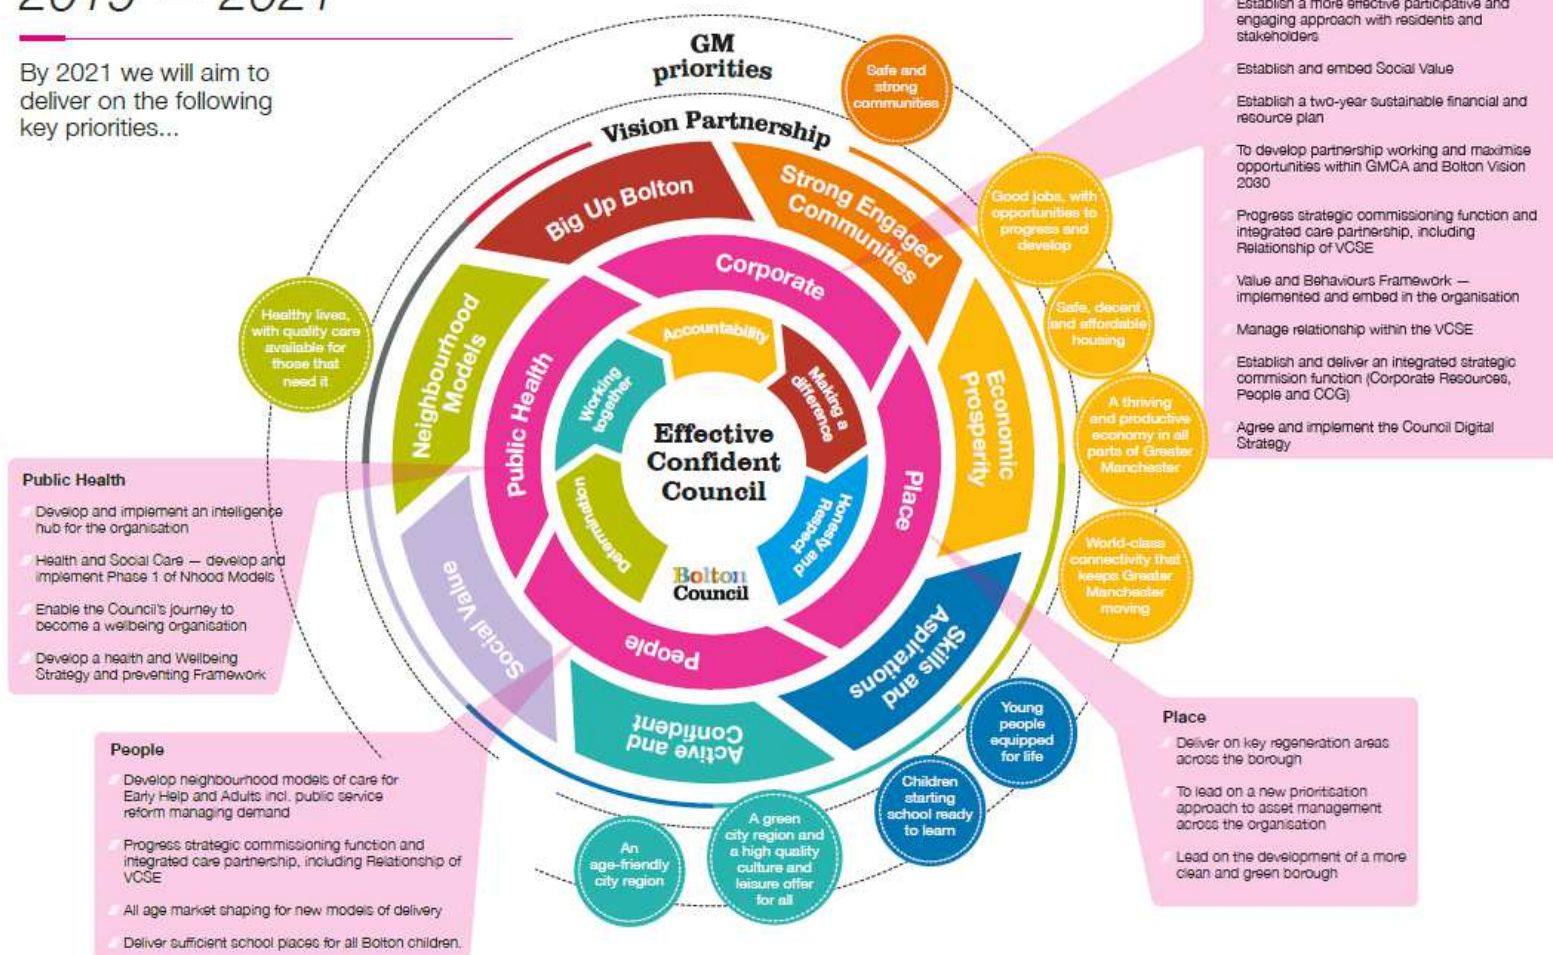 2019 — 2021
By 2021 we will aim to
deliver on the following
key priorities...
GM
priorities
Vision Partnership
Safe and
strong
communities
Good jobs, with
opportunities to
progress and
develop
Safe, decent
and affordable
housing
A thriving
and productive
economy in all
parts of Greater
Manchester
World-class
connectivity that
keeps Greater
Manchester
moving
Young
people
equipped
for life
Children
starting
school ready
to learn
A green
city region and
a high quality
culture and
leisure offer
for all
An
age-friendly
city region
Healthy lives,
with quality care
available for
those that
need it
Big Up Bolton
Strong Engaged
Communities
Economic
Prosperity
Skills and
Aspirations
Active and
Confident
Social Value
Neighbourhood
Models
Corporate
Place
People
Public Health
Accountability
Making a
difference
Honesty and
Respect
Determination
Working
together
Effective
Confident
Council
Bolton
Council
Establish a more effective participative and
engaging approach with residents and
stakeholders
Establish and embed Social Value
Establish a two-year sustainable financial and
resource plan
To develop partnership working and maximise
opportunities within GMCA and Bolton Vision
2030
Progress strategic commissioning function and
integrated care partnership, including
Relationship of VCSE
Value and Behaviours Framework —
implemented and embed in the organisation
Manage relationship within the VCSE
Establish and deliver an integrated strategic
commision function (Corporate Resources,
People and CCG)
Agree and implement the Council Digital
Strategy
Public Health
Develop and implement an intelligence
hub for the organisation
Health and Social Care — develop and
implement Phase 1 of Nhood Models
Enable the Council's journey to
become a wellbeing organisation
Develop a health and Wellbeing
Strategy and preventing Framework
People
Develop neighbourhood models of care for
Early Help and Adults incl. public service
reform managing demand
Progress strategic commissioning function and
integrated care partnership, including Relationship of
VCSE
All age market shaping for new models of delivery
Deliver sufficient school places for all Bolton children.
Place
Deliver on key regeneration areas
across the borough
To lead on a new prioritisation
approach to asset management
across the organisation
Lead on the development of a more
clean and green borough